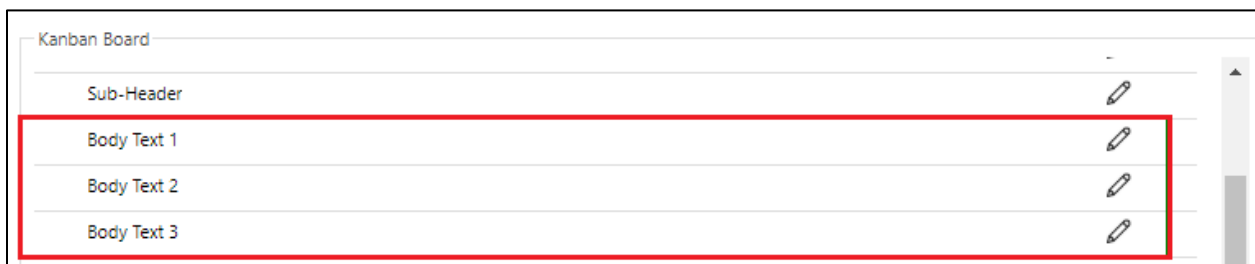 Kanban Board
Sub-Header
Body Text 1
Body Text 2
Body Text 3